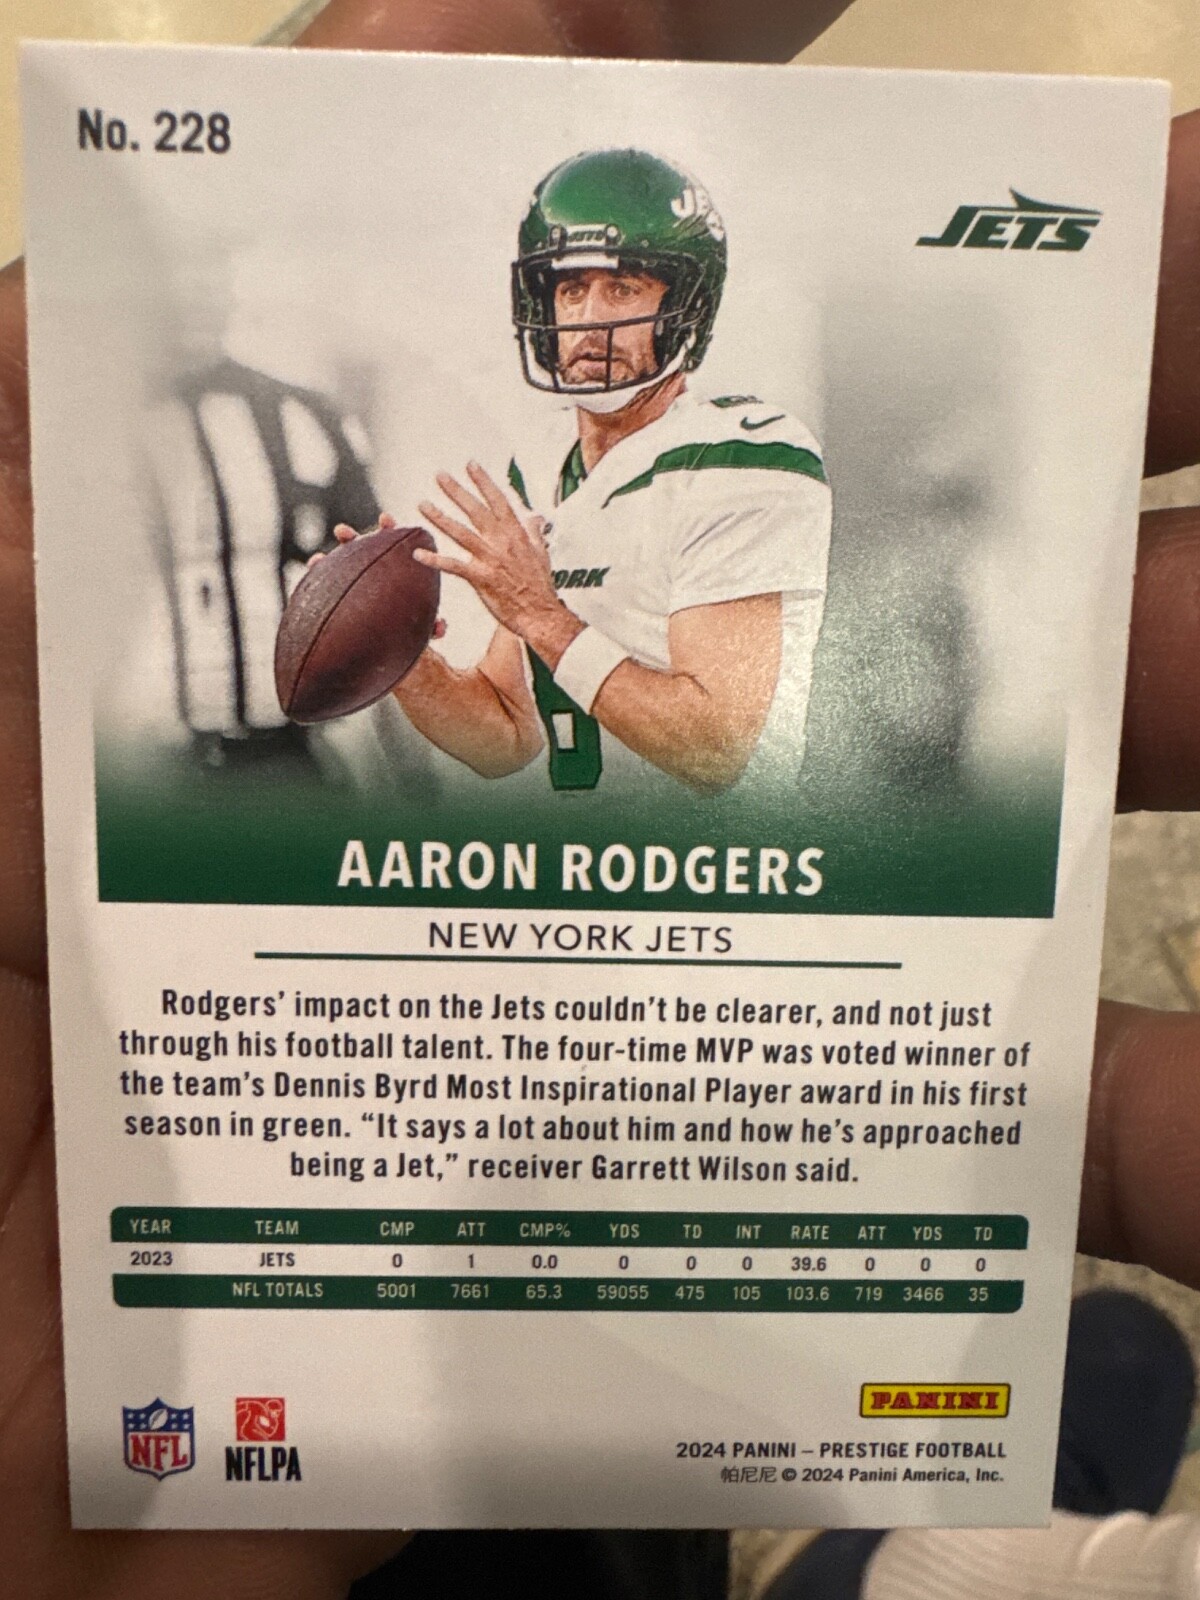 No. 228
JETS
JETS
ORK
AARON RODGERS
NEW YORK JETS
Rodgers’ impact on the Jets couldn’t be clearer, and not just
through his football talent. The four-time MVP was voted winner of
the team’s Dennis Byrd Most Inspirational Player award in his first
season in green. “It says a lot about him and how he’s approached
being a Jet,” receiver Garrett Wilson said.
YEAR TEAM CMP ATT CMP% YDS TD INT RATE ATT YDS TD
2023 JETS 0 1 0.0 0 0 0 39.6 0 0 0
NFL TOTALS 5001 7661 65.3 59055 475 105 103.6 719 3466 35
PANINI
NFL
NFLPA
2024 PANINI – PRESTIGE FOOTBALL
帕尼尼 © 2024 Panini America, Inc.